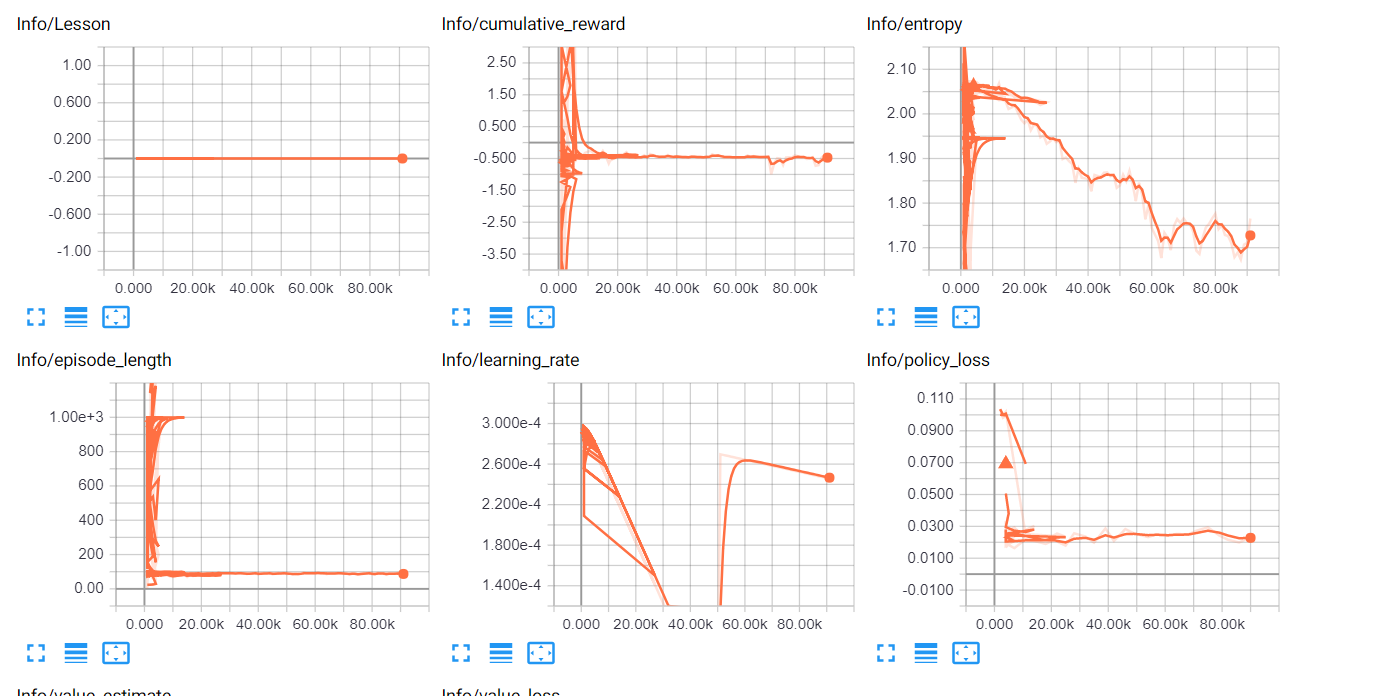 Info/Lesson
1.00
0.600
0.200
-0.200
-0.600
-1.00
0.000 20.00k 40.00k 60.00k 80.00k
Info/cumulative_reward
2.50
1.50
0.500
-0.500
-1.50
-2.50
-3.50
0.000 20.00k 40.00k 60.00k 80.00k
Info/entropy
2.10
2.00
1.90
1.80
1.70
0.000 20.00k 40.00k 60.00k 80.00k
Info/episode_length
1.00e+3
800
600
400
200
0.00
0.000 20.00k 40.00k 60.00k 80.00k
Info/learning_rate
3.000e-4
2.600e-4
2.200e-4
1.800e-4
1.400e-4
0.000 20.00k 40.00k 60.00k 80.00k
Info/policy_loss
0.110
0.0900
0.0700
0.0500
0.0300
0.0100
-0.0100
0.000 20.00k 40.00k 60.00k 80.00k
Info/value_estimate
Info/value_loss